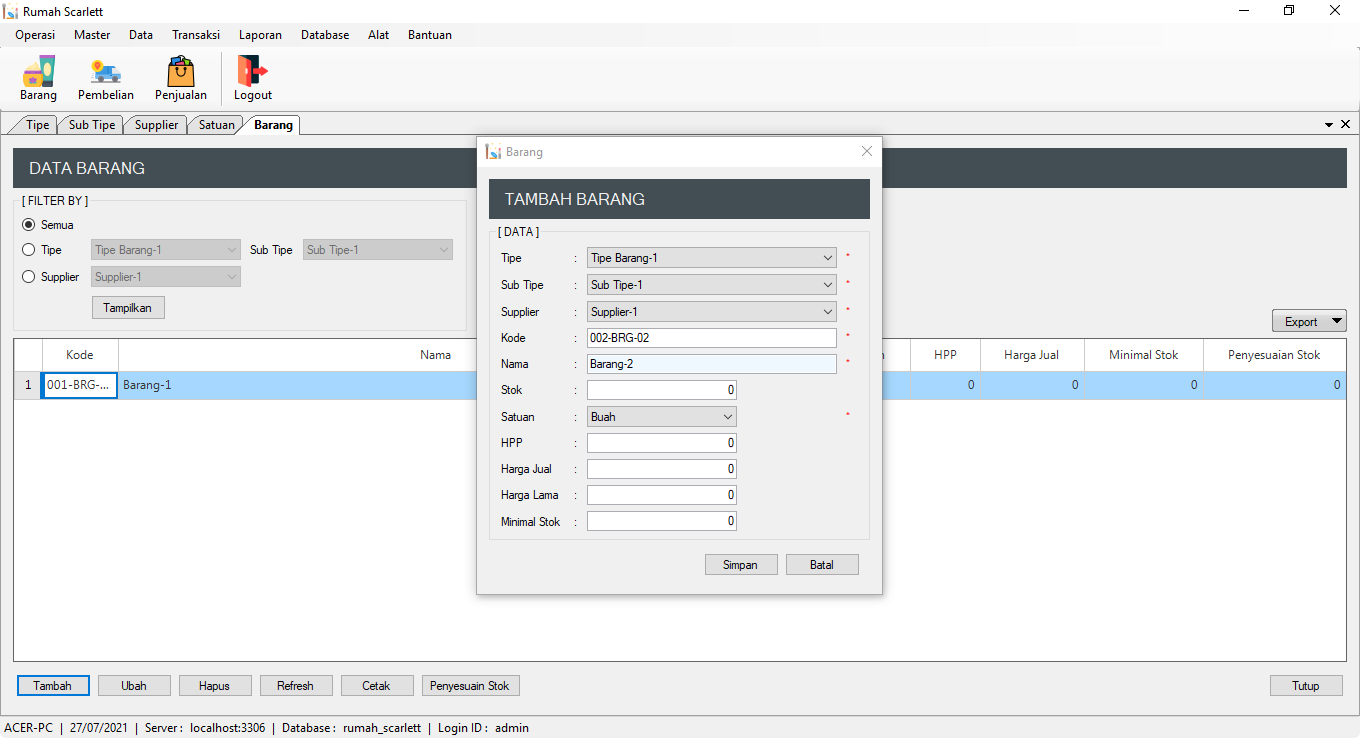 Rumah Scarlett
Operasi Master Data Transaksi Laporan Database Alat Bantuan
Barang Pembelian Penjualan Logout
Tipe Sub Tipe Supplier Satuan Barang
DATA BARANG
[ FILTER BY ]
Semua
Tipe Tipe Barang-1 Sub Tipe Sub Tipe-1
Supplier Supplier-1
Tampilkan
Export
Kode Nama HPP Harga Jual Minimal Stok Penyesuaian Stok
1 001-BRG-... Barang-1 0 0 0 0
Barang
TAMBAH BARANG
[ DATA ]
Tipe : Tipe Barang-1 *
Sub Tipe : Sub Tipe-1 *
Supplier : Supplier-1 *
Kode : 002-BRG-02 *
Nama : Barang-2 *
Stok : 0
Satuan : Buah *
HPP : 0
Harga Jual : 0
Harga Lama : 0
Minimal Stok : 0
Simpan Batal
Tambah Ubah Hapus Refresh Cetak Penyesuain Stok Tutup
ACER-PC | 27/07/2021 | Server : localhost:3306 | Database : rumah_scarlett | Login ID : admin